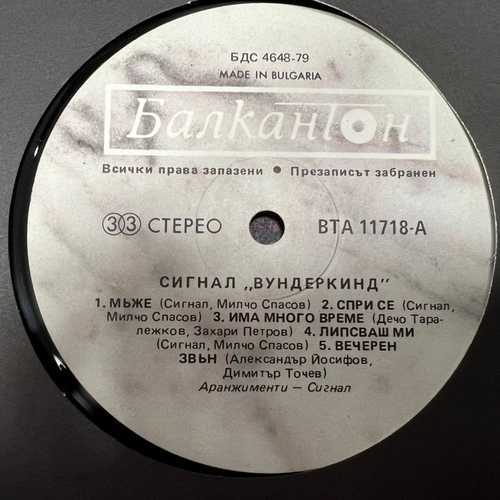 БДС 4648-79
MADE IN BULGARIA
Балкантон
Всички права запазени • Презаписът забранен
33 СТЕРЕО ВТА 11718-А
СИГНАЛ „ВУНДЕРКИНД"
1. МЪЖЕ (Сигнал, Милчо Спасов) 2. СПРИ СЕ (Сигнал,
Милчо Спасов) 3. ИМА МНОГО ВРЕМЕ (Дечо Тара-
лежков, Захари Петров) 4. ЛИПСВАШ МИ
(Сигнал, Милчо Спасов) 5. ВЕЧЕРЕН
ЗВЪН (Александър Йосифов,
Димитър Точев)
Аранжименти — Сигнал